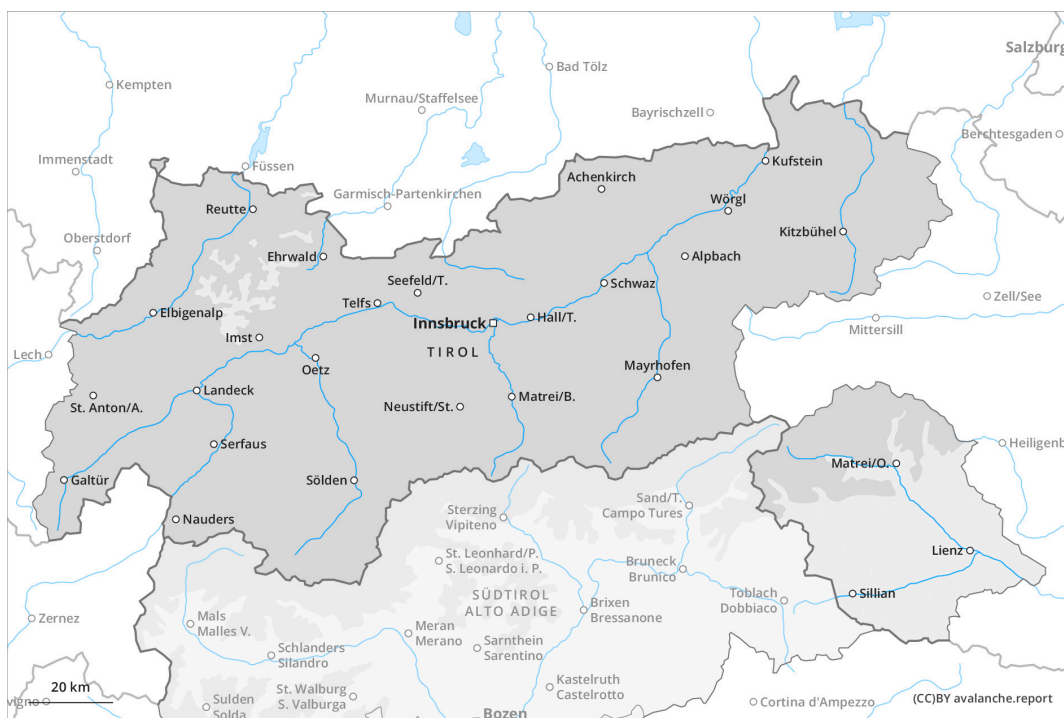 Salzburg
Kempten
Bad Tölz
Murnau/Staffelsee
Bayrischzell
Berchtesgaden
Immenstadt
Füssen
Kufstein
Achenkirch
Garmisch-Partenkirchen
Reutte
Wörgl
Oberstdorf
Kitzbühel
Ehrwald
Alpbach
Seefeld/T.
Schwaz
Zell/See
Telfs
Elbigenalp
Innsbruck
Hall/T.
Mittersill
Imst
Lech
TIROL
Oetz
Mayrhofen
Landeck
St. Anton/A.
Neustift/St.
Matrei/B.
Serfaus
Heiligenb
Matrei/O.
Galtür
Sölden
Sand/T.
Campo Tures
Sterzing
Vipiteno
Nauders
Lienz
St. Leonhard/P.
S. Leonardo i. P.
Bruneck
Brunico
SÜDTIROL
ALTO ADIGE
Sillian
Toblach
Dobbiaco
Brixen
Bressanone
Zernez
Mals
Malles V.
Meran
Merano
Sarnthein
Sarentino
Schlanders
Silandro
Kastelruth
Castelrotto
20 km
vigno
St. Walburg
S. Valburga
Sulden
Solda
Cortina d'Ampezzo
(CC)BY avalanche.report
Bozen